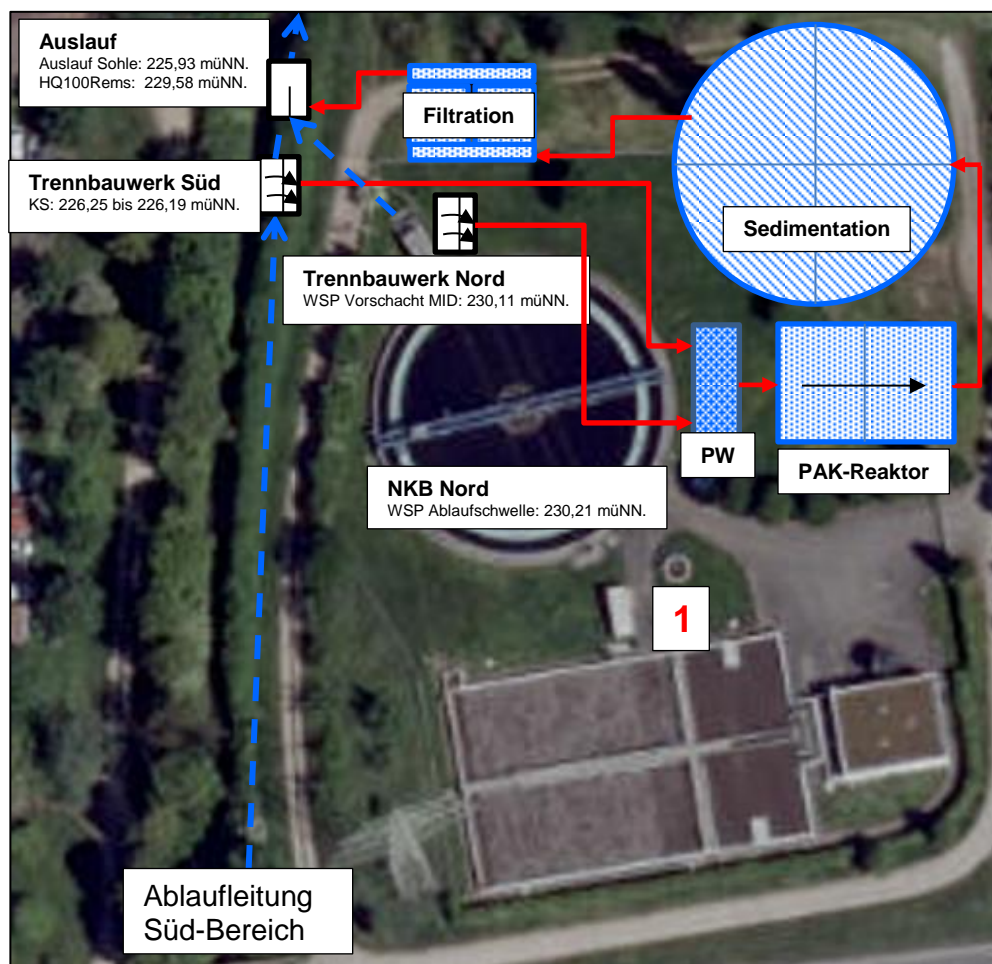 Auslauf
Auslauf Sohle: 225,93 müNN.
HQ100Rems: 229,58 müNN.
Filtration
Trennbauwerk Süd
KS: 226,25 bis 226,19 müNN.
Sedimentation
Trennbauwerk Nord
WSP Vorschacht MID: 230,11 müNN.
PW
PAK-Reaktor
NKB Nord
WSP Ablaufschwelle: 230,21 müNN.
1
Ablaufleitung
Süd-Bereich